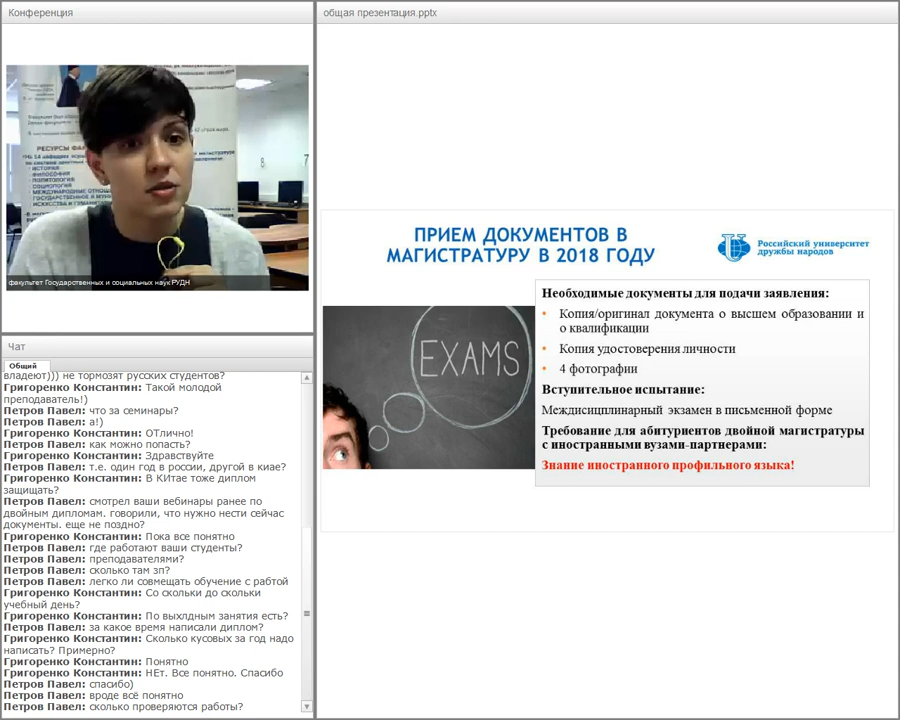 Конференция
РЕСУРСЫ
ИСТОРИЯ
ФИЛОСОФИЯ
ПОЛИТОЛОГИЯ
СОЦИОЛОГИЯ
8
7
факультет Государственных и социальных наук РУДН
Чат
Общий
владеют))) не тормозят русских студентов?
Григоренко Константин: Такой молодой
преподаватель!)
Петров Павел: что за семинары?
Петров Павел: а!)
Григоренко Константин: ОТлично!
Петров Павел: как можно попасть?
Григоренко Константин: Здравствуйте
Петров Павел: т.е. один год в россии, другой в киае?
Григоренко Константин: В КИтае тоже диплом
защищать?
Петров Павел: смотрел ваши вебинары ранее по
двойным дипломам. говорили, что нужно нести сейчас
документы. еще не поздно?
Григоренко Константин: Пока все понятно
Петров Павел: где работают ваши студенты?
Петров Павел: преподавателями?
Петров Павел: сколько там зп?
Петров Павел: легко ли совмещать обучение с рабтой
Григоренко Константин: Со скольки до скольки
учебный день?
Григоренко Константин: По выхлдным занятия есть?
Петров Павел: за какое время написали диплом?
Григоренко Константин: Сколько кусовых за год надо
написать? Примерно?
Григоренко Константин: Понятно
Григоренко Константин: НЕт. Все понятно. Спасибо
Петров Павел: спасибо)
Петров Павел: вроде всё понятно
Петров Павел: сколько проверяются работы?
общая презентация.pptx
ПРИЕМ ДОКУМЕНТОВ В
МАГИСТРАТУРУ В 2018 ГОДУ
Российский университет
дружбы народов
EXAMS
Необходимые документы для подачи заявления:
• Копия/оригинал документа о высшем образовании и
о квалификации
• Копия удостоверения личности
• 4 фотографии
Вступительное испытание:
Междисциплинарный экзамен в письменной форме
Требование для абитуриентов двойной магистратуры
с иностранными вузами-партнерами:
Знание иностранного профильного языка!